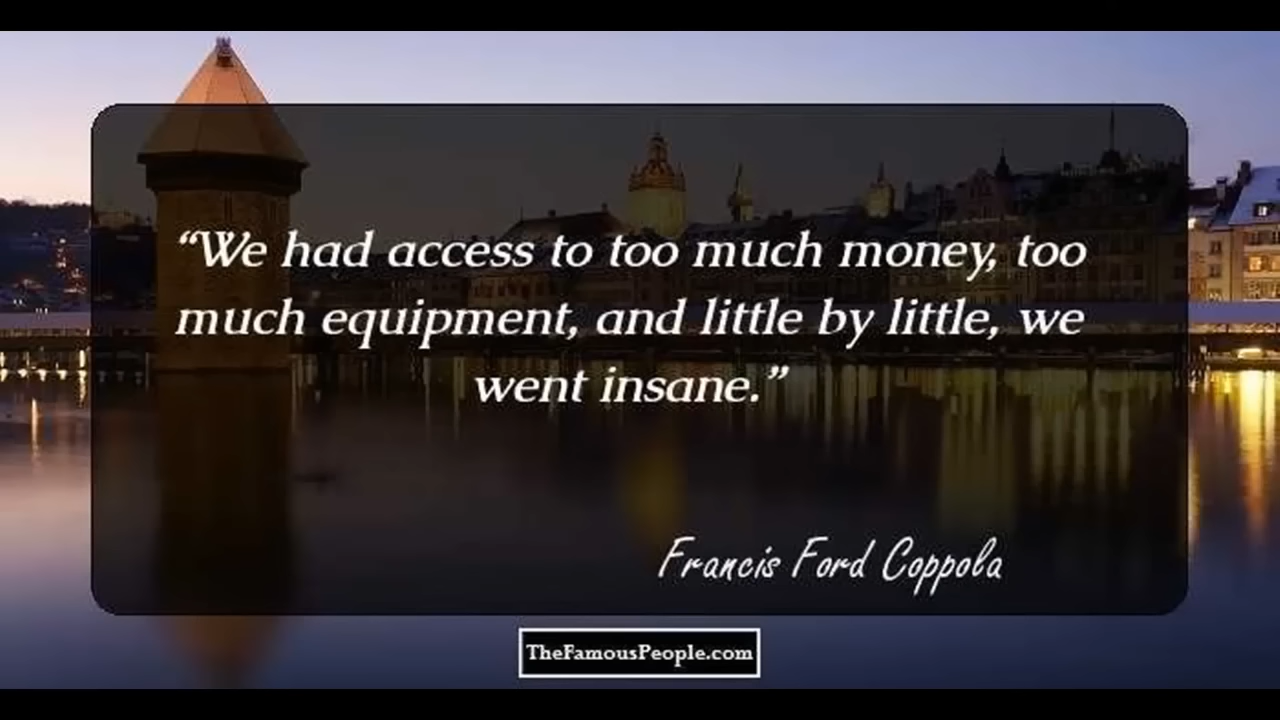 “We had access to too much money, too
much equipment, and little by little, we
went insane.”
Francis Ford Coppola
TheFamousPeople.com